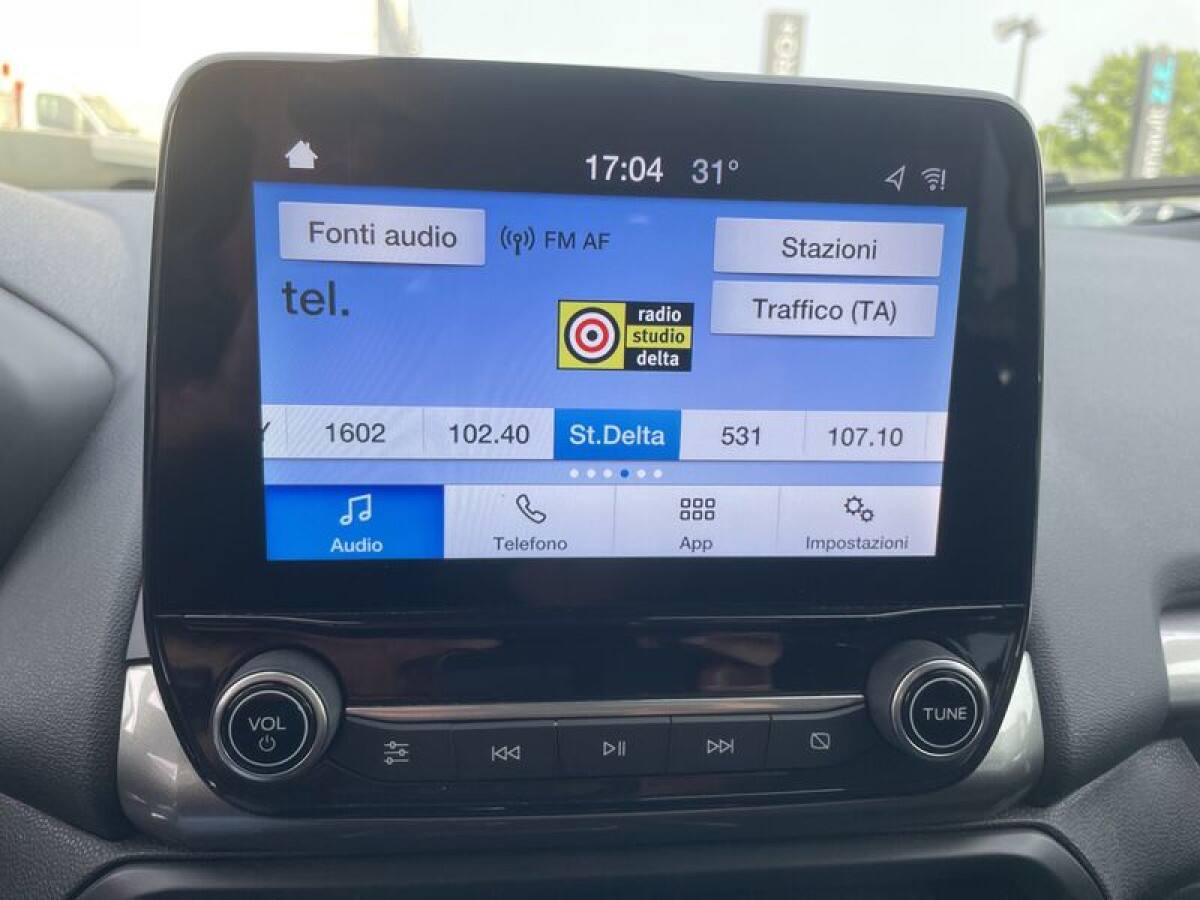 17:04 31°
Fonti audio
FM AF
Stazioni
tel.
Traffico (TA)
radio
studio
delta
1602
102.40
St.Delta
531
107.10
Audio
Telefono
App
Impostazioni
VOL
TUNE